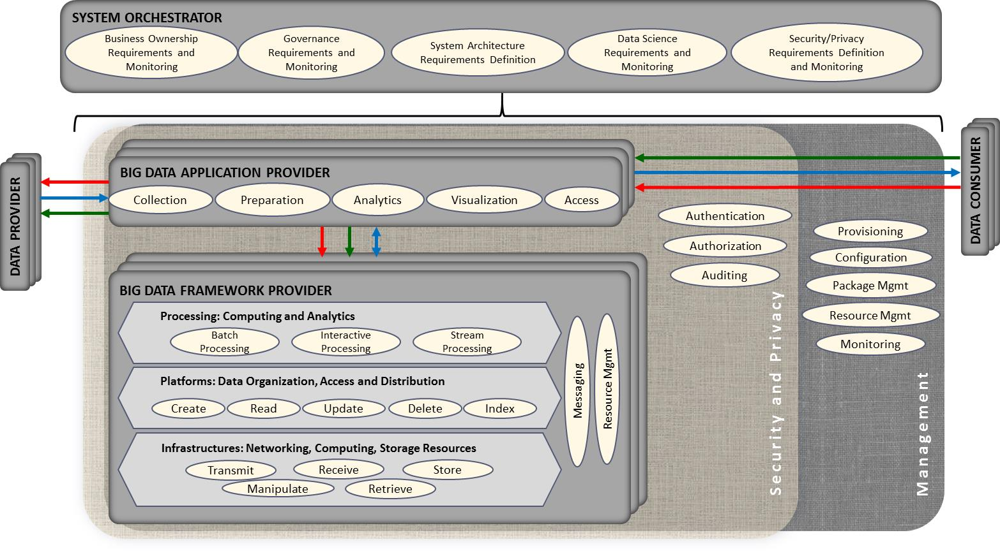 SYSTEM ORCHESTRATOR
Business Ownership
Requirements and
Monitoring
Governance
Requirements and
Monitoring
System Architecture
Requirements Definition
Data Science
Requirements and
Monitoring
Security/Privacy
Requirements Definition
and Monitoring
DATA PROVIDER
BIG DATA APPLICATION PROVIDER
Collection
Preparation
Analytics
Visualization
Access
DATA CONSUMER
Authentication
Authorization
Auditing
Security and Privacy
Provisioning
Configuration
Package Mgmt
Resource Mgmt
Monitoring
Management
BIG DATA FRAMEWORK PROVIDER
Processing: Computing and Analytics
Batch
Processing
Interactive
Processing
Stream
Processing
Platforms: Data Organization, Access and Distribution
Create
Read
Update
Delete
Index
Infrastructures: Networking, Computing, Storage Resources
Transmit
Receive
Store
Manipulate
Retrieve
Messaging
Resource Mgmt